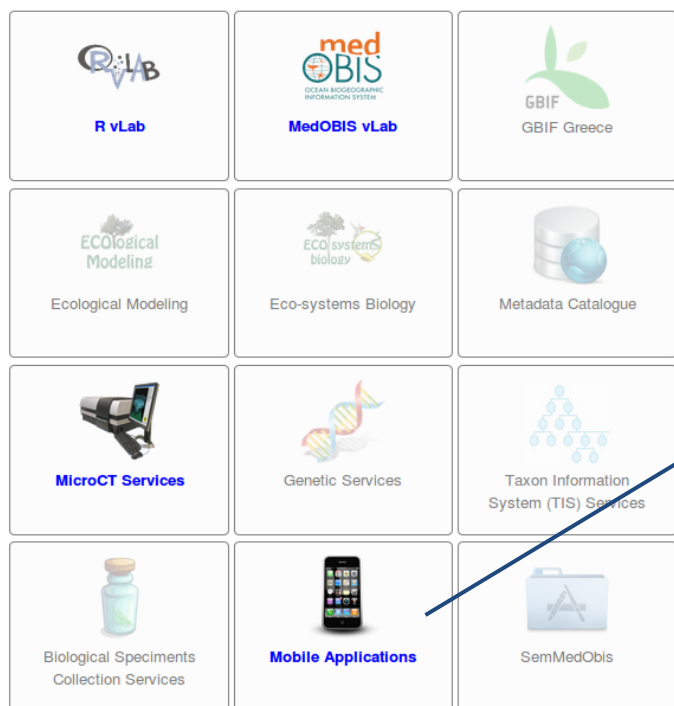 RvLAB
R vLab
med
OBIS
OCEAN BIOGEOGRAPHIC
INFORMATION SYSTEM
MedOBIS vLab
GBIF
GBIF Greece
ECOlogical
Modeling
Ecological Modeling
ECOsystemS
biology
Eco-systems Biology
Metadata Catalogue
MicroCT Services
Genetic Services
Taxon Information
System (TIS) Services
Biological Speciments
Collection Services
Mobile Applications
SemMedObis